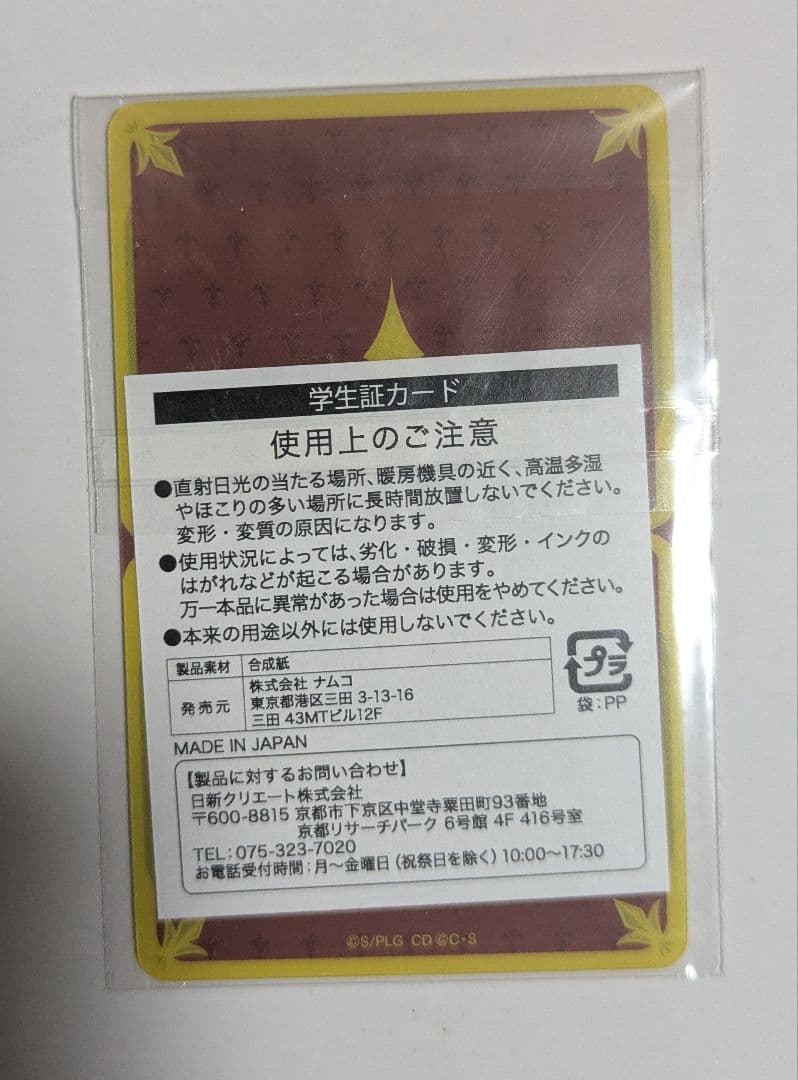 学生証カード
使用上のご注意
●直射日光の当たる場所、暖房機具の近く、高温多湿
やほこりの多い場所に長時間放置しないでください。
変形・変質の原因になります。
●使用状況によっては、劣化・破損・変形・インクの
はがれなどが起こる場合があります。
万一本品に異常があった場合は使用をやめてください。
●本来の用途以外には使用しないでください。
製品素材 合成紙
発売元 株式会社 ナムコ
東京都港区三田 3-13-16
三田 43MTビル12F
プラ
袋:PP
MADE IN JAPAN
【製品に対するお問い合わせ】
日新クリエート株式会社
〒600-8815 京都市下京区中堂寺粟田町93番地
京都リサーチパーク 6号館 4F 416号室
TEL:075-323-7020
お電話受付時間:月〜金曜日(祝祭日を除く)10:00〜17:30
©S/PLG CD ©C・S